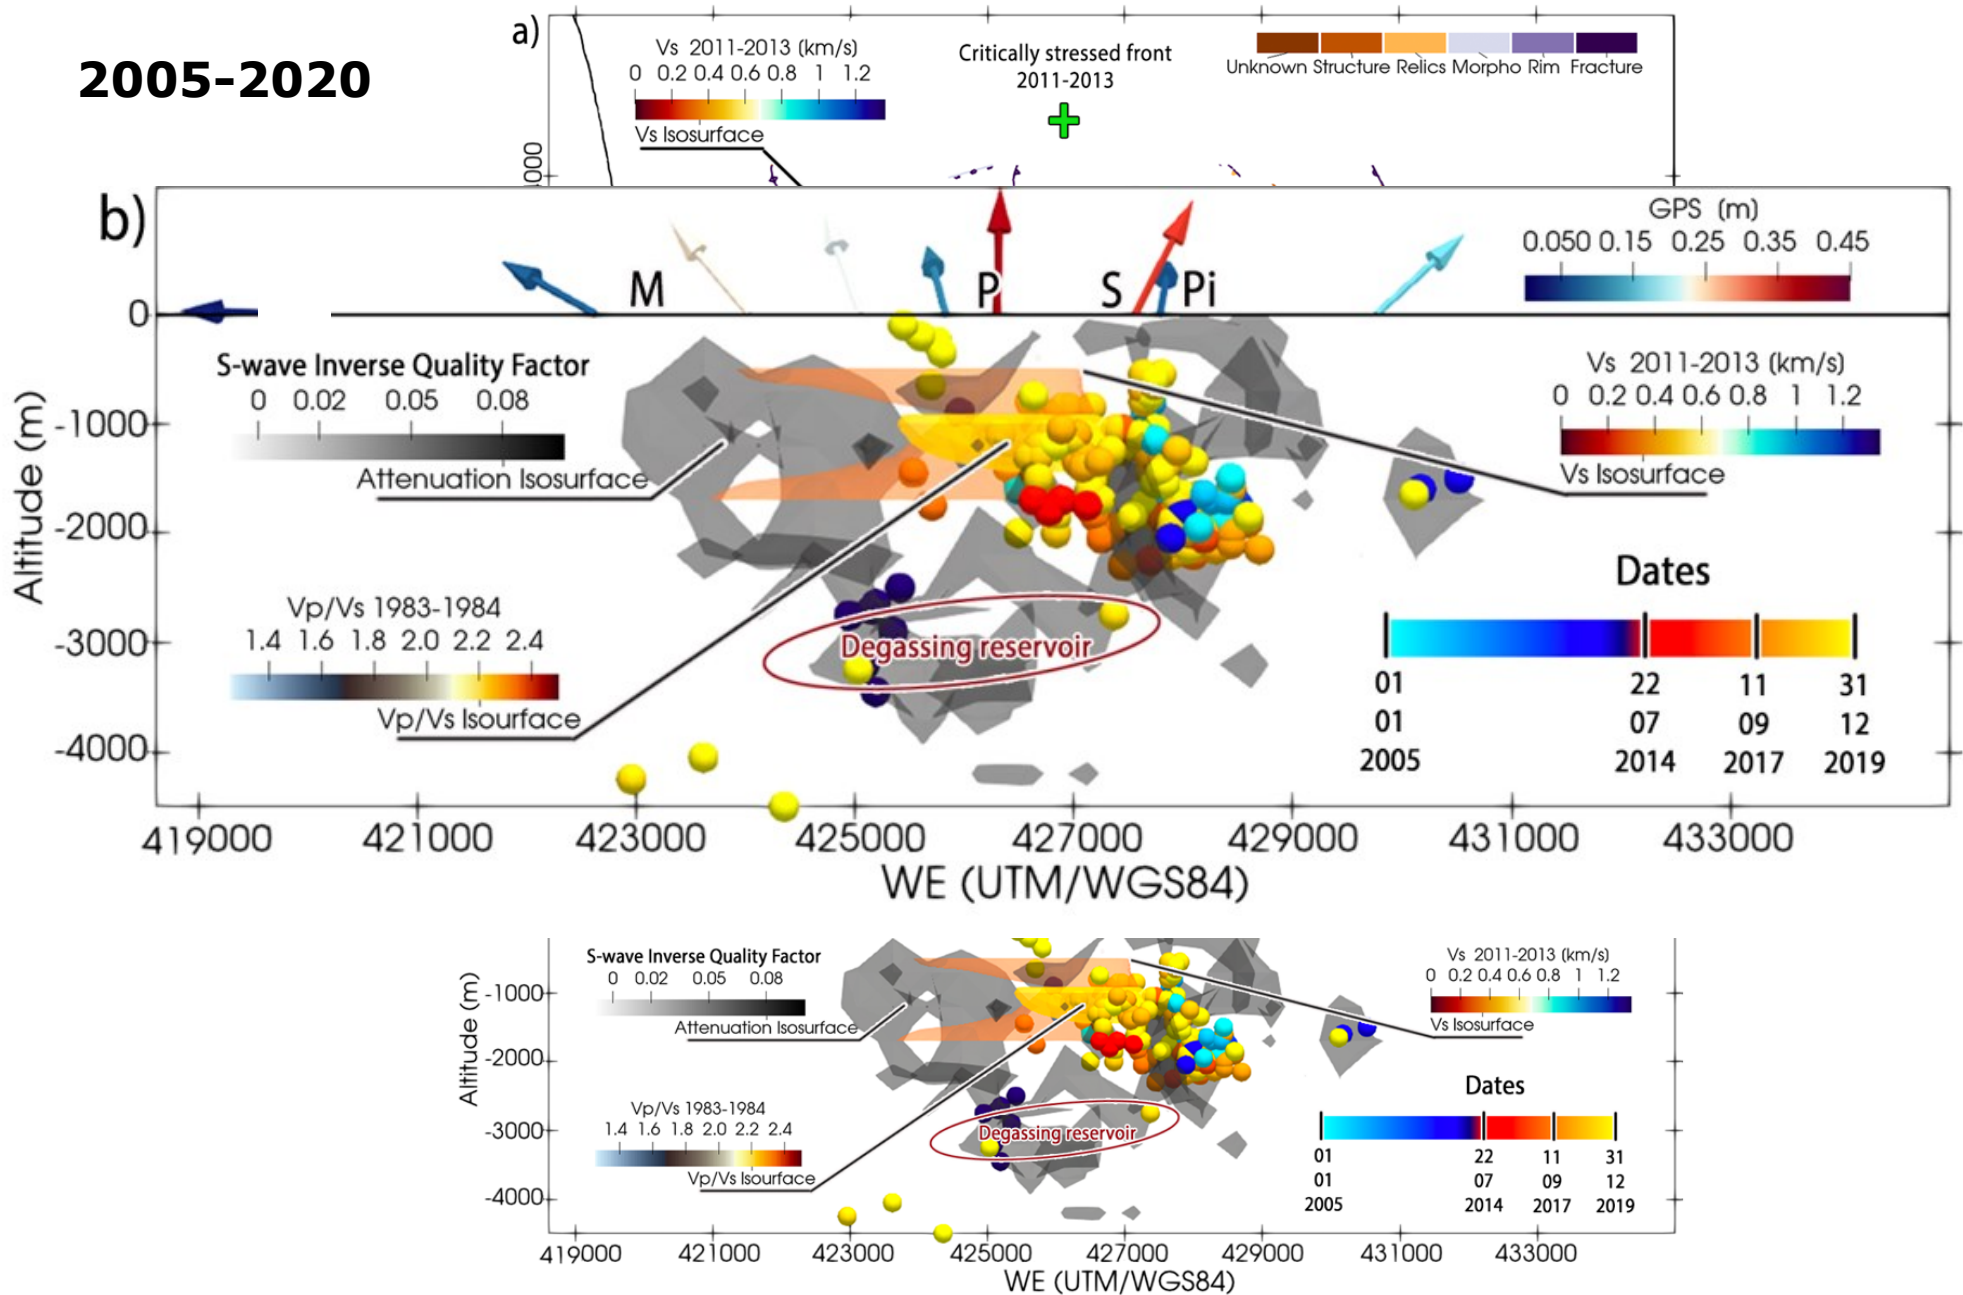 2005-2020
a)
Vs 2011-2013 (km/s)
0 0.2 0.4 0.6 0.8 1 1.2
Vs Isosurface
Critically stressed front
2011-2013
Unknown Structure Relics Morpho Rim Fracture
b)
M P S Pi
GPS (m)
0.050 0.15 0.25 0.35 0.45
0
-1000
-2000
-3000
-4000
Altitude (m)
S-wave Inverse Quality Factor
0 0.02 0.05 0.08
Attenuation Isosurface
Vs 2011-2013 (km/s)
0 0.2 0.4 0.6 0.8 1 1.2
Vs Isosurface
Vp/Vs 1983-1984
1.4 1.6 1.8 2.0 2.2 2.4
Vp/Vs Isourface
Degassing reservoir
Dates
01 22 11 31
01 07 09 12
2005 2014 2017 2019
419000 421000 423000 425000 427000 429000 431000 433000
WE (UTM/WGS84)
S-wave Inverse Quality Factor
0 0.02 0.05 0.08
Attenuation Isosurface
Vs 2011-2013 (km/s)
0 0.2 0.4 0.6 0.8 1 1.2
Vs Isosurface
-1000
-2000
-3000
-4000
Altitude (m)
Vp/Vs 1983-1984
1.4 1.6 1.8 2.0 2.2 2.4
Vp/Vs Isourface
Degassing reservoir
Dates
01 22 11 31
01 07 09 12
2005 2014 2017 2019
419000 421000 423000 425000 427000 429000 431000 433000
WE (UTM/WGS84)